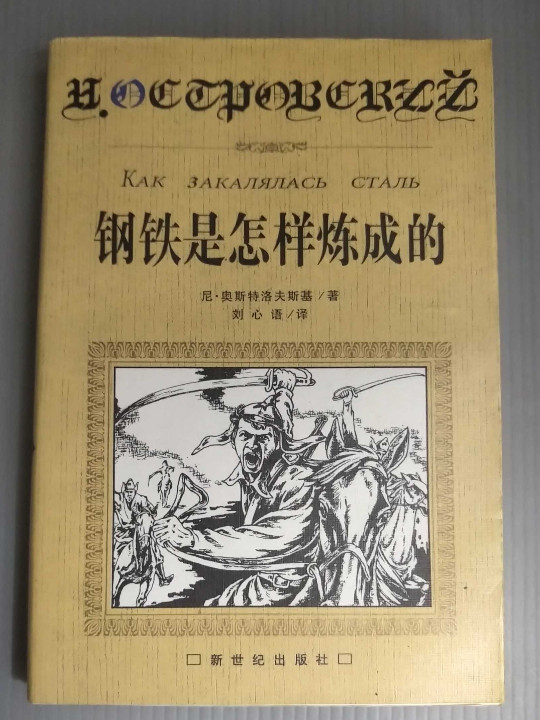 Н. ОСТРОВСКИЙ
КАК ЗАКАЛЯЛАСЬ СТАЛЬ
钢铁是怎样炼成的
尼·奥斯特洛夫斯基/著
刘心语/译
新世纪出版社